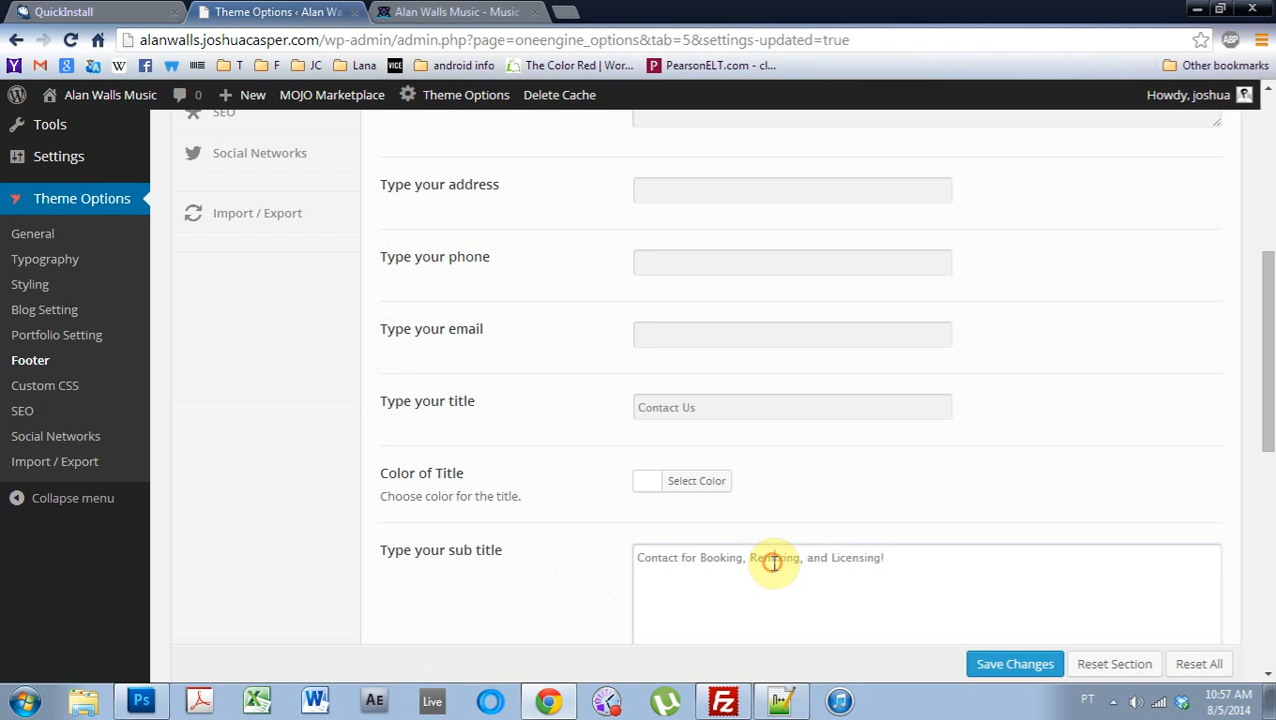 QuickInstall
Theme Options ‹ Alan Wa
Alan Walls Music - Music
alanwalls.joshuacasper.com/wp-admin/admin.php?page=oneengine_options&tab=5&settings-updated=true
ABP
T
F
JC
Lana
VICE
android info
The Color Red | Wor...
PearsonELT.com - cl...
Other bookmarks
Alan Walls Music
0
New
MOJO Marketplace
Theme Options
Delete Cache
Howdy, joshua
Tools
Settings
Theme Options
General
Typography
Styling
Blog Setting
Portfolio Setting
Footer
Custom CSS
SEO
Social Networks
Import / Export
Collapse menu
SEO
Social Networks
Import / Export
Type your address
Type your phone
Type your email
Type your title
Contact Us
Color of Title
Select Color
Choose color for the title.
Type your sub title
Contact for Booking, Remixing, and Licensing!
Save Changes
Reset Section
Reset All
Ps
W
Ae
Live
Fz
PT
10:57 AM
8/5/2014